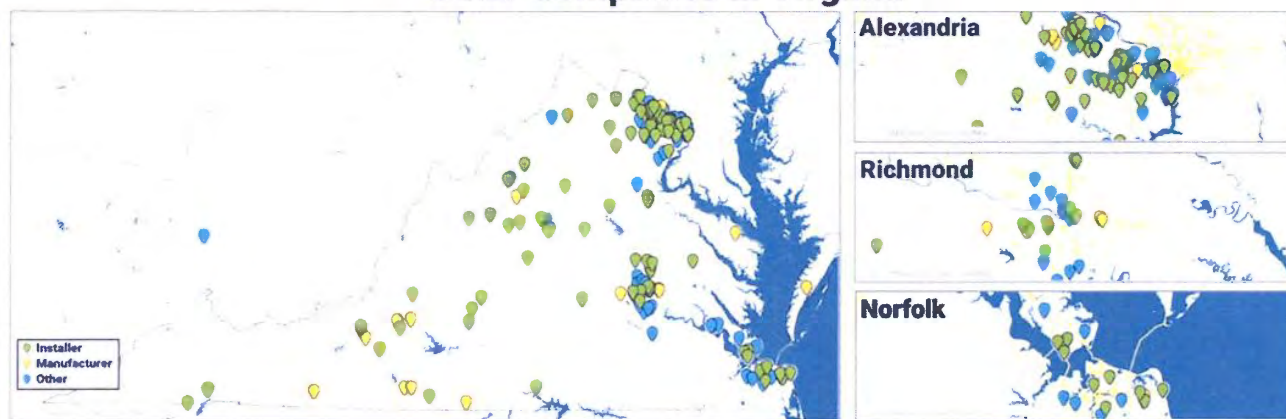 Alexandria
Richmond
Norfolk
Installer
Manufacturer
Other